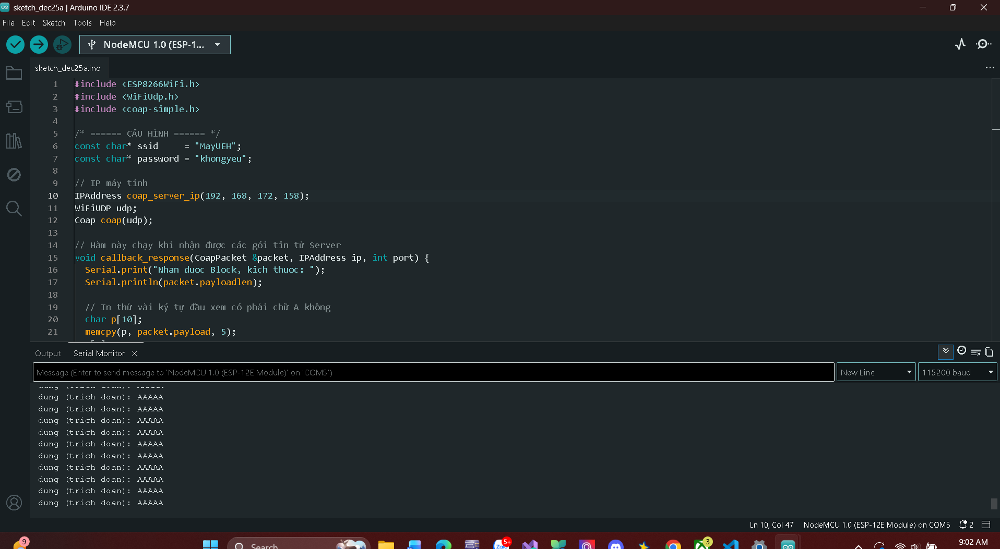 sketch_dec25a | Arduino IDE 2.3.7
File Edit Sketch Tools Help
NodeMCU 1.0 (ESP-1...
sketch_dec25a.ino
1 #include <ESP8266WiFi.h>
2 #include <WiFiUdp.h>
3 #include <coap-simple.h>
4
5 /* ====== CẤU HÌNH ====== */
6 const char* ssid     = "MayUEH";
7 const char* password = "khongyeu";
8
9 // IP máy tính
10 IPAddress coap_server_ip(192, 168, 172, 158);
11 WiFiUDP udp;
12 Coap coap(udp);
13
14 // Hàm này chạy khi nhận được các gói tin từ Server
15 void callback_response(CoapPacket &packet, IPAddress ip, int port) {
16 Serial.print("Nhan duoc Block, kich thuoc: ");
17 Serial.println(packet.payloadlen);
18
19 // In thử vài ký tự đầu xem có phải chữ A không
20 char p[10];
21 memcpy(p, packet.payload, 5);
Output Serial Monitor
Message (Enter to send message to 'NodeMCU 1.0 (ESP-12E Module)' on 'COM5')
New Line
115200 baud
dung (trich doan): AAAAA
dung (trich doan): AAAAA
dung (trich doan): AAAAA
dung (trich doan): AAAAA
dung (trich doan): AAAAA
dung (trich doan): AAAAA
dung (trich doan): AAAAA
dung (trich doan): AAAAA
dung (trich doan): AAAAA
dung (trich doan): AAAAA
Ln 10, Col 47 NodeMCU 1.0 (ESP-12E Module) on COM5 2
9
Search
Zalo
5+
3
9:02 AM